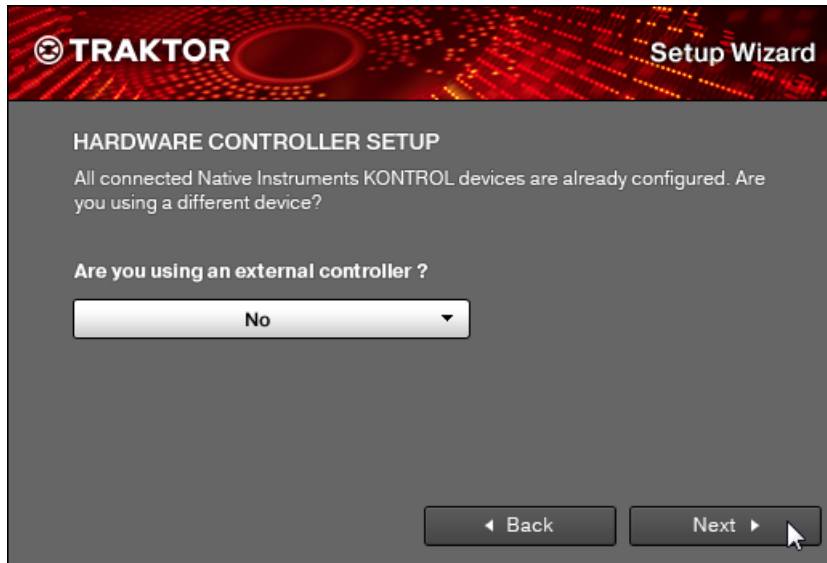 TRAKTOR
Setup Wizard
HARDWARE CONTROLLER SETUP
All connected Native Instruments KONTROL devices are already configured. Are
you using a different device?
Are you using an external controller ?
No
Back
Next